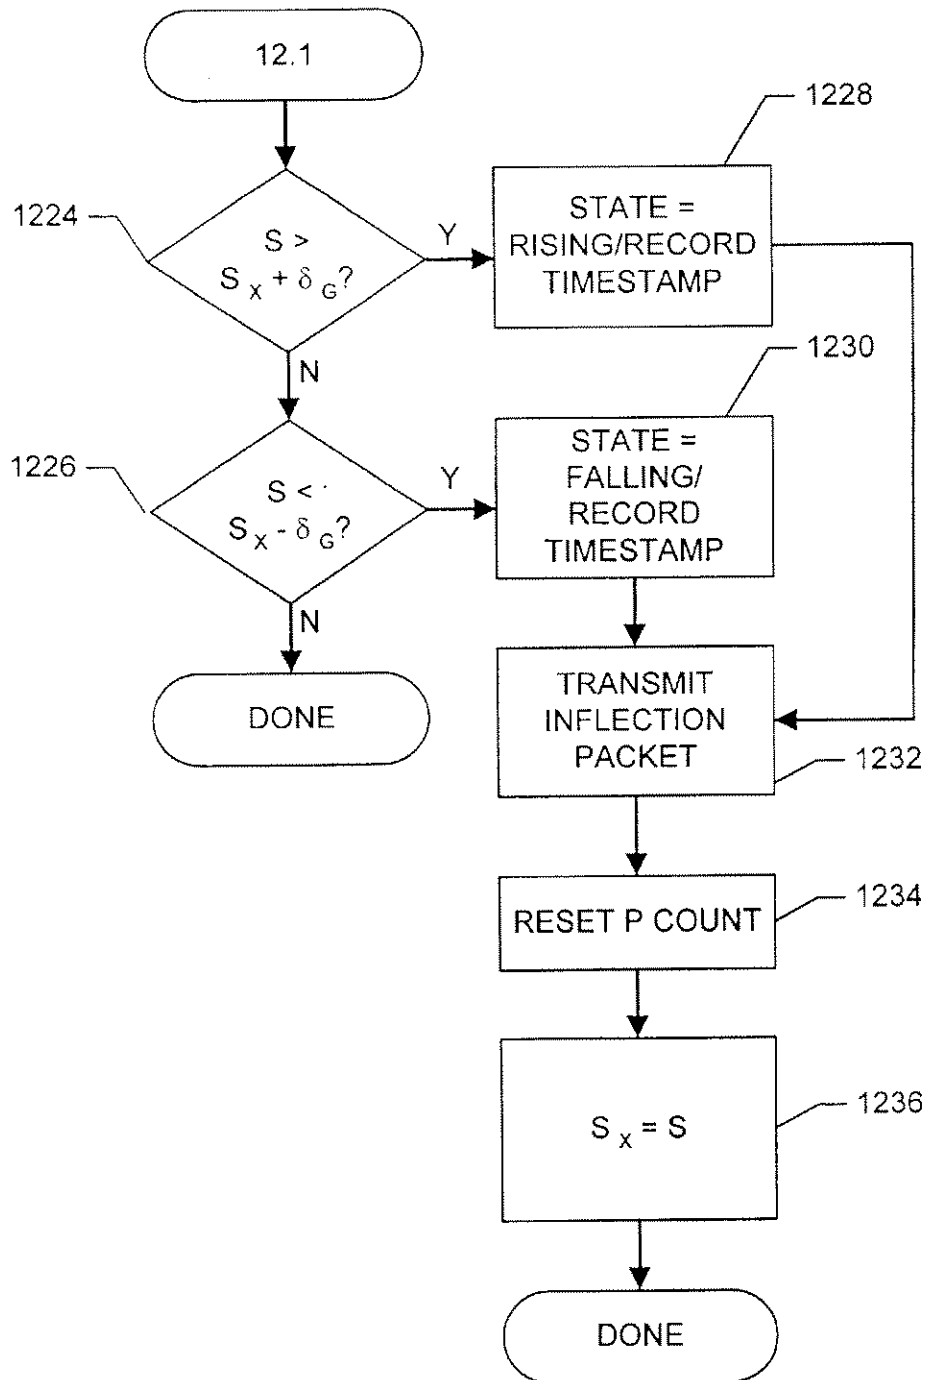 12.1
1228
STATE =
RISING/RECORD
TIMESTAMP
1224
S >
S X + δ G?
Y
N
1230
STATE =
FALLING/
RECORD
TIMESTAMP
1226
S <
S X - δ G?
Y
N
DONE
TRANSMIT
INFLECTION
PACKET
1232
RESET P COUNT
1234
S X = S
1236
DONE